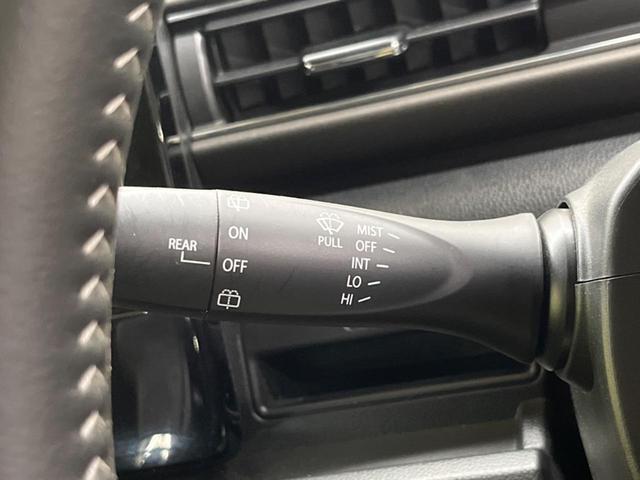 REAR
ON
OFF
PULL
MIST
OFF
INT
LO
HI